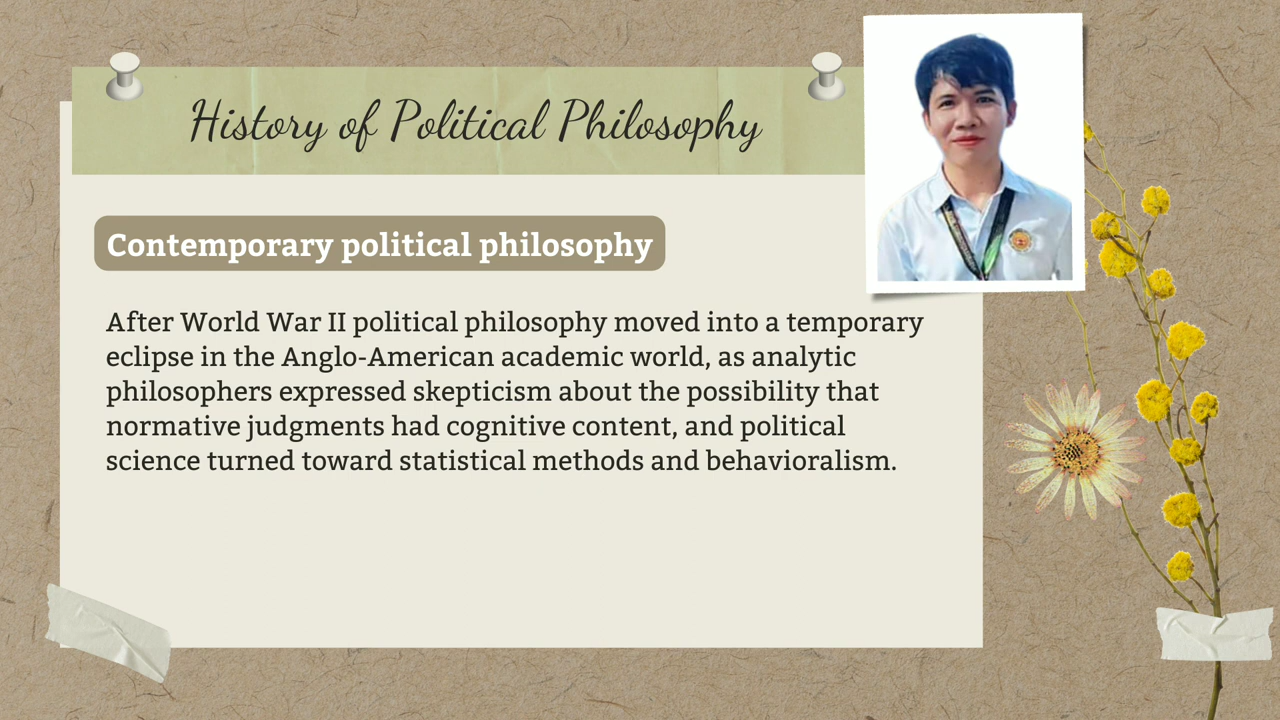 History of Political Philosophy
Contemporary political philosophy
After World War II political philosophy moved into a temporary
eclipse in the Anglo-American academic world, as analytic
philosophers expressed skepticism about the possibility that
normative judgments had cognitive content, and political
science turned toward statistical methods and behavioralism.